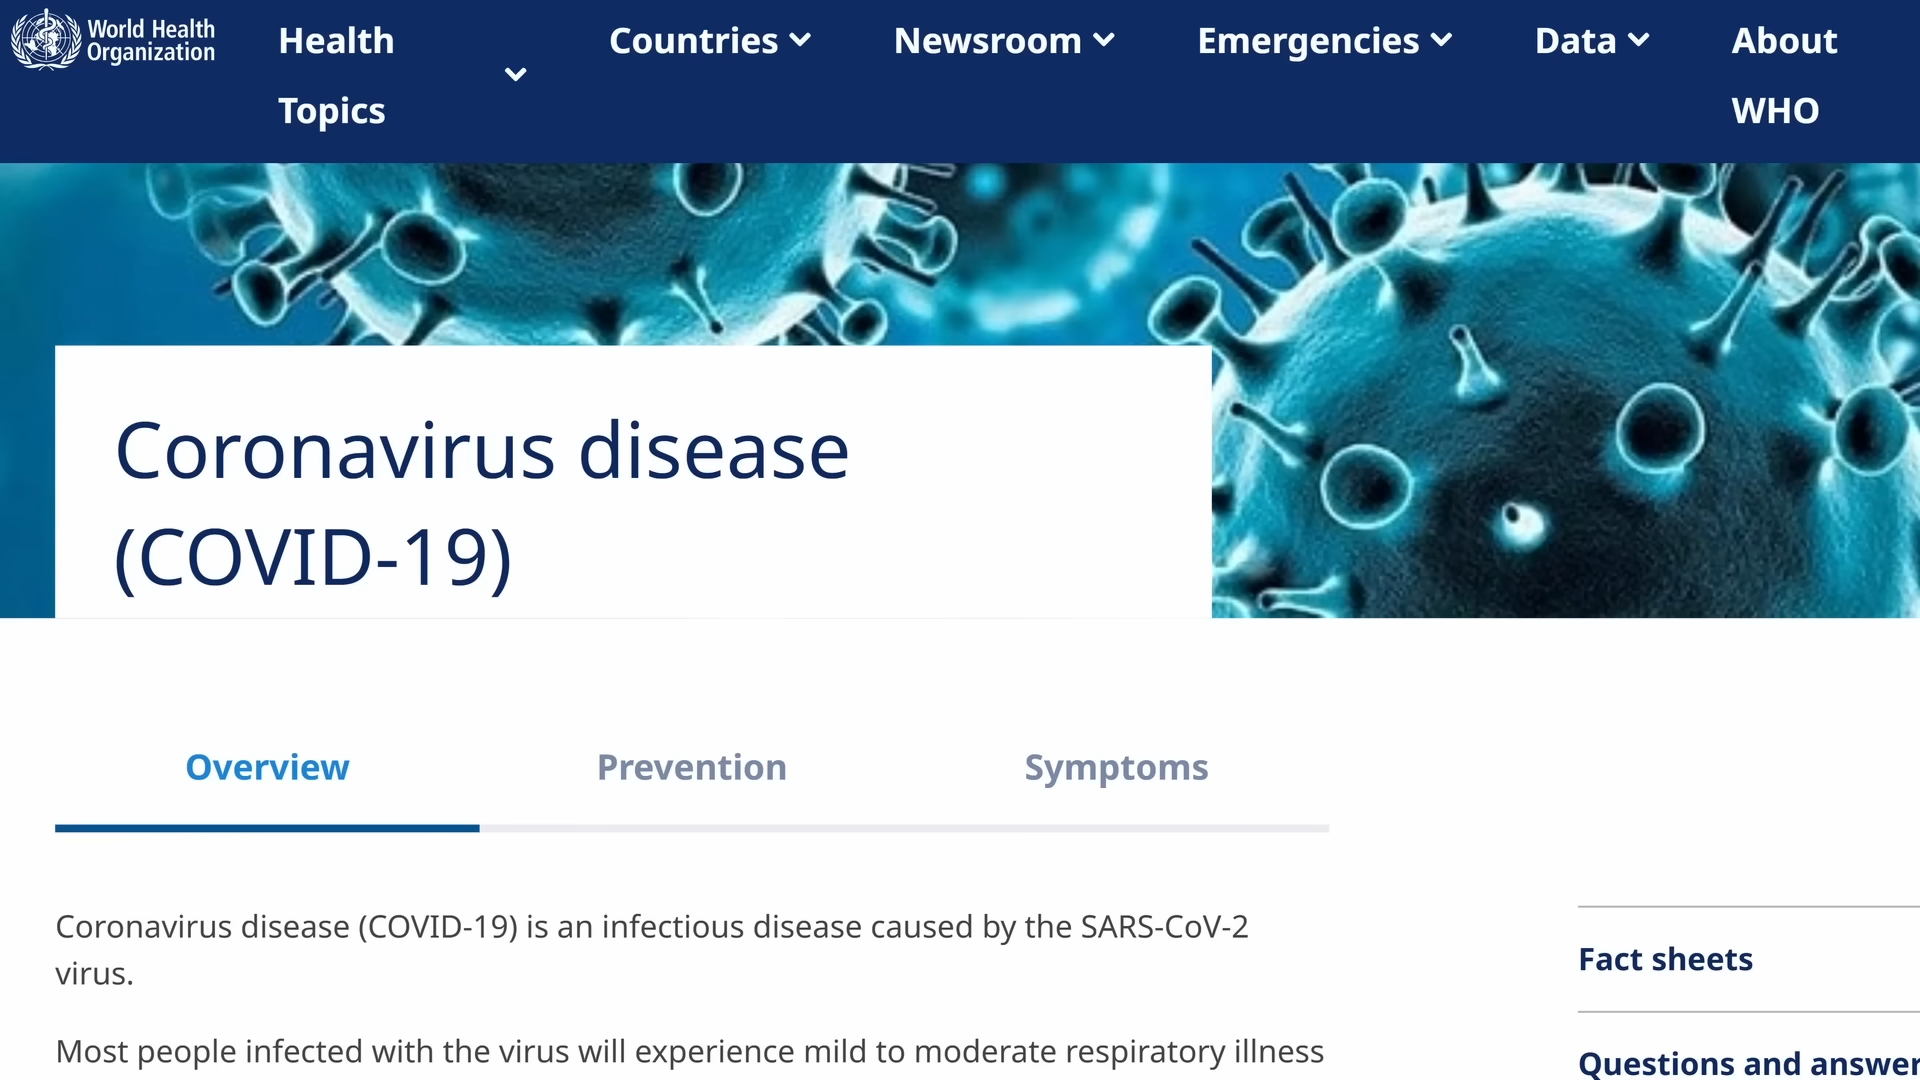 World Health
Organization
Health
Topics
Countries
Newsroom
Emergencies
Data
About
WHO
Coronavirus disease
(COVID-19)
Overview
Prevention
Symptoms
Coronavirus disease (COVID-19) is an infectious disease caused by the SARS-CoV-2
virus.
Most people infected with the virus will experience mild to moderate respiratory illness
Fact sheets
Questions and answer